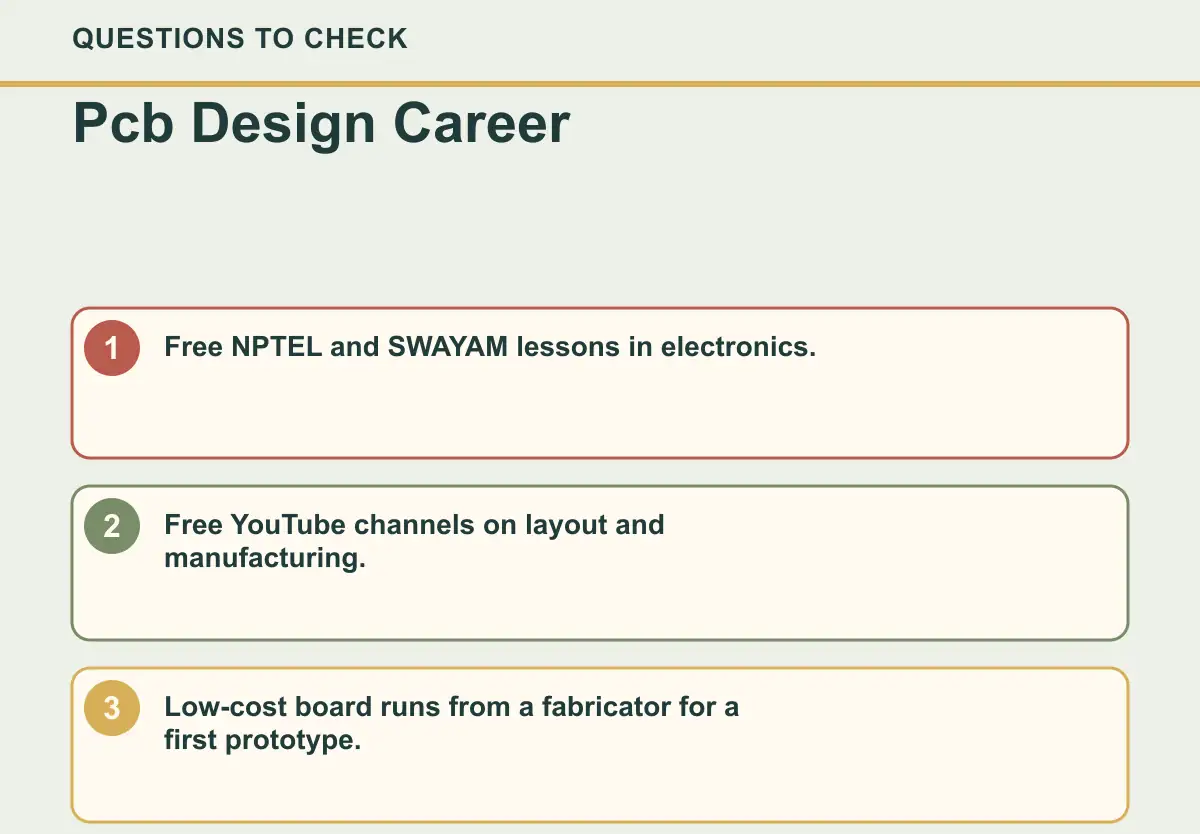 QUESTIONS TO CHECK
Pcb Design Career
1
Free NPTEL and SWAYAM lessons in electronics.
2
Free YouTube channels on layout and
manufacturing.
3
Low-cost board runs from a fabricator for a
first prototype.